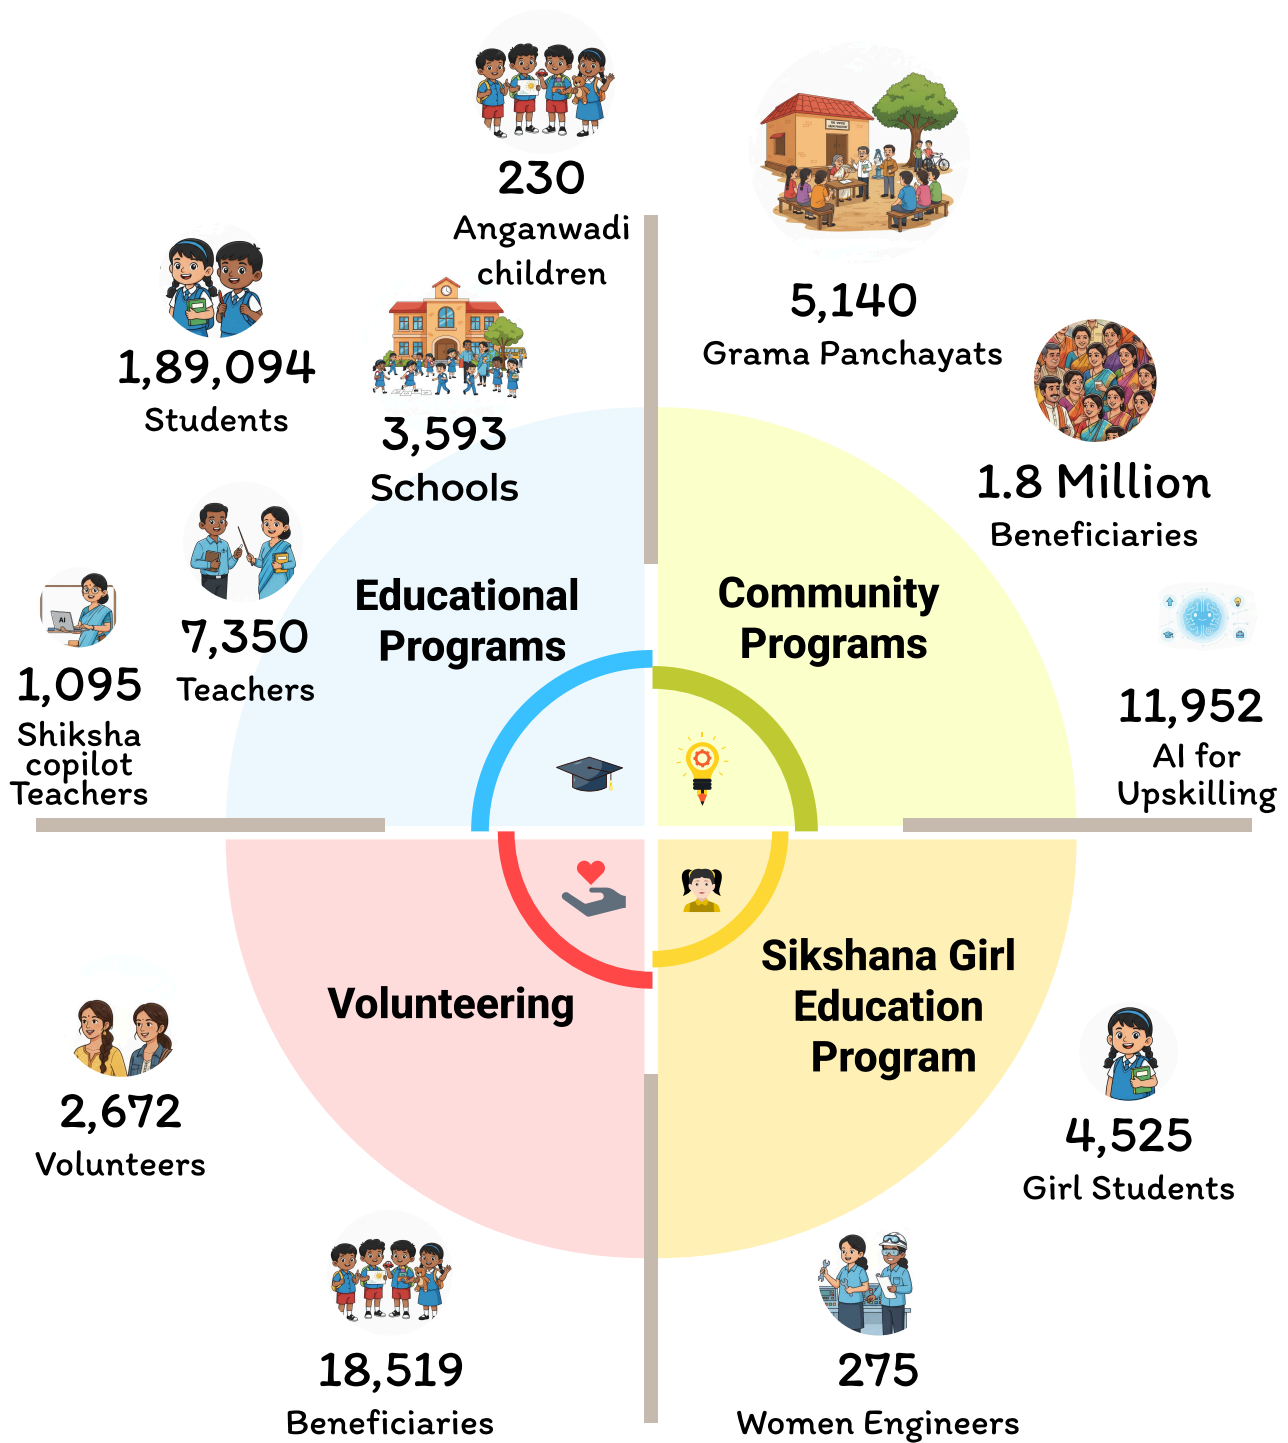 230
Anganwadi
children
1,89,094
Students
3,593
Schools
7,350
Teachers
AI
1,095
Shiksha
copilot
Teachers
Educational
Programs
5,140
Grama Panchayats
1.8 Million
Beneficiaries
11,952
AI for
Upskilling
Community
Programs
Volunteering
2,672
Volunteers
18,519
Beneficiaries
Sikshana Girl
Education
Program
4,525
Girl Students
275
Women Engineers